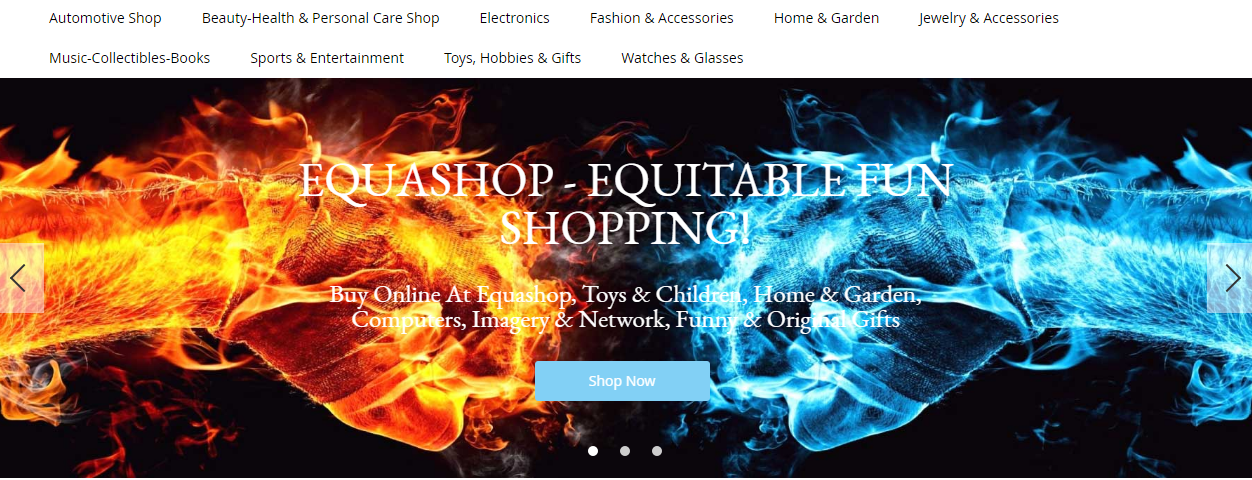 Automotive Shop Beauty-Health & Personal Care Shop Electronics Fashion & Accessories Home & Garden Jewelry & Accessories
Music-Collectibles-Books Sports & Entertainment Toys, Hobbies & Gifts Watches & Glasses
EQUASHOP - EQUITABLE FUN
SHOPPING!
Buy Online At Equashop, Toys & Children, Home & Garden,
Computers, Imagery & Network, Funny & Original Gifts
Shop Now